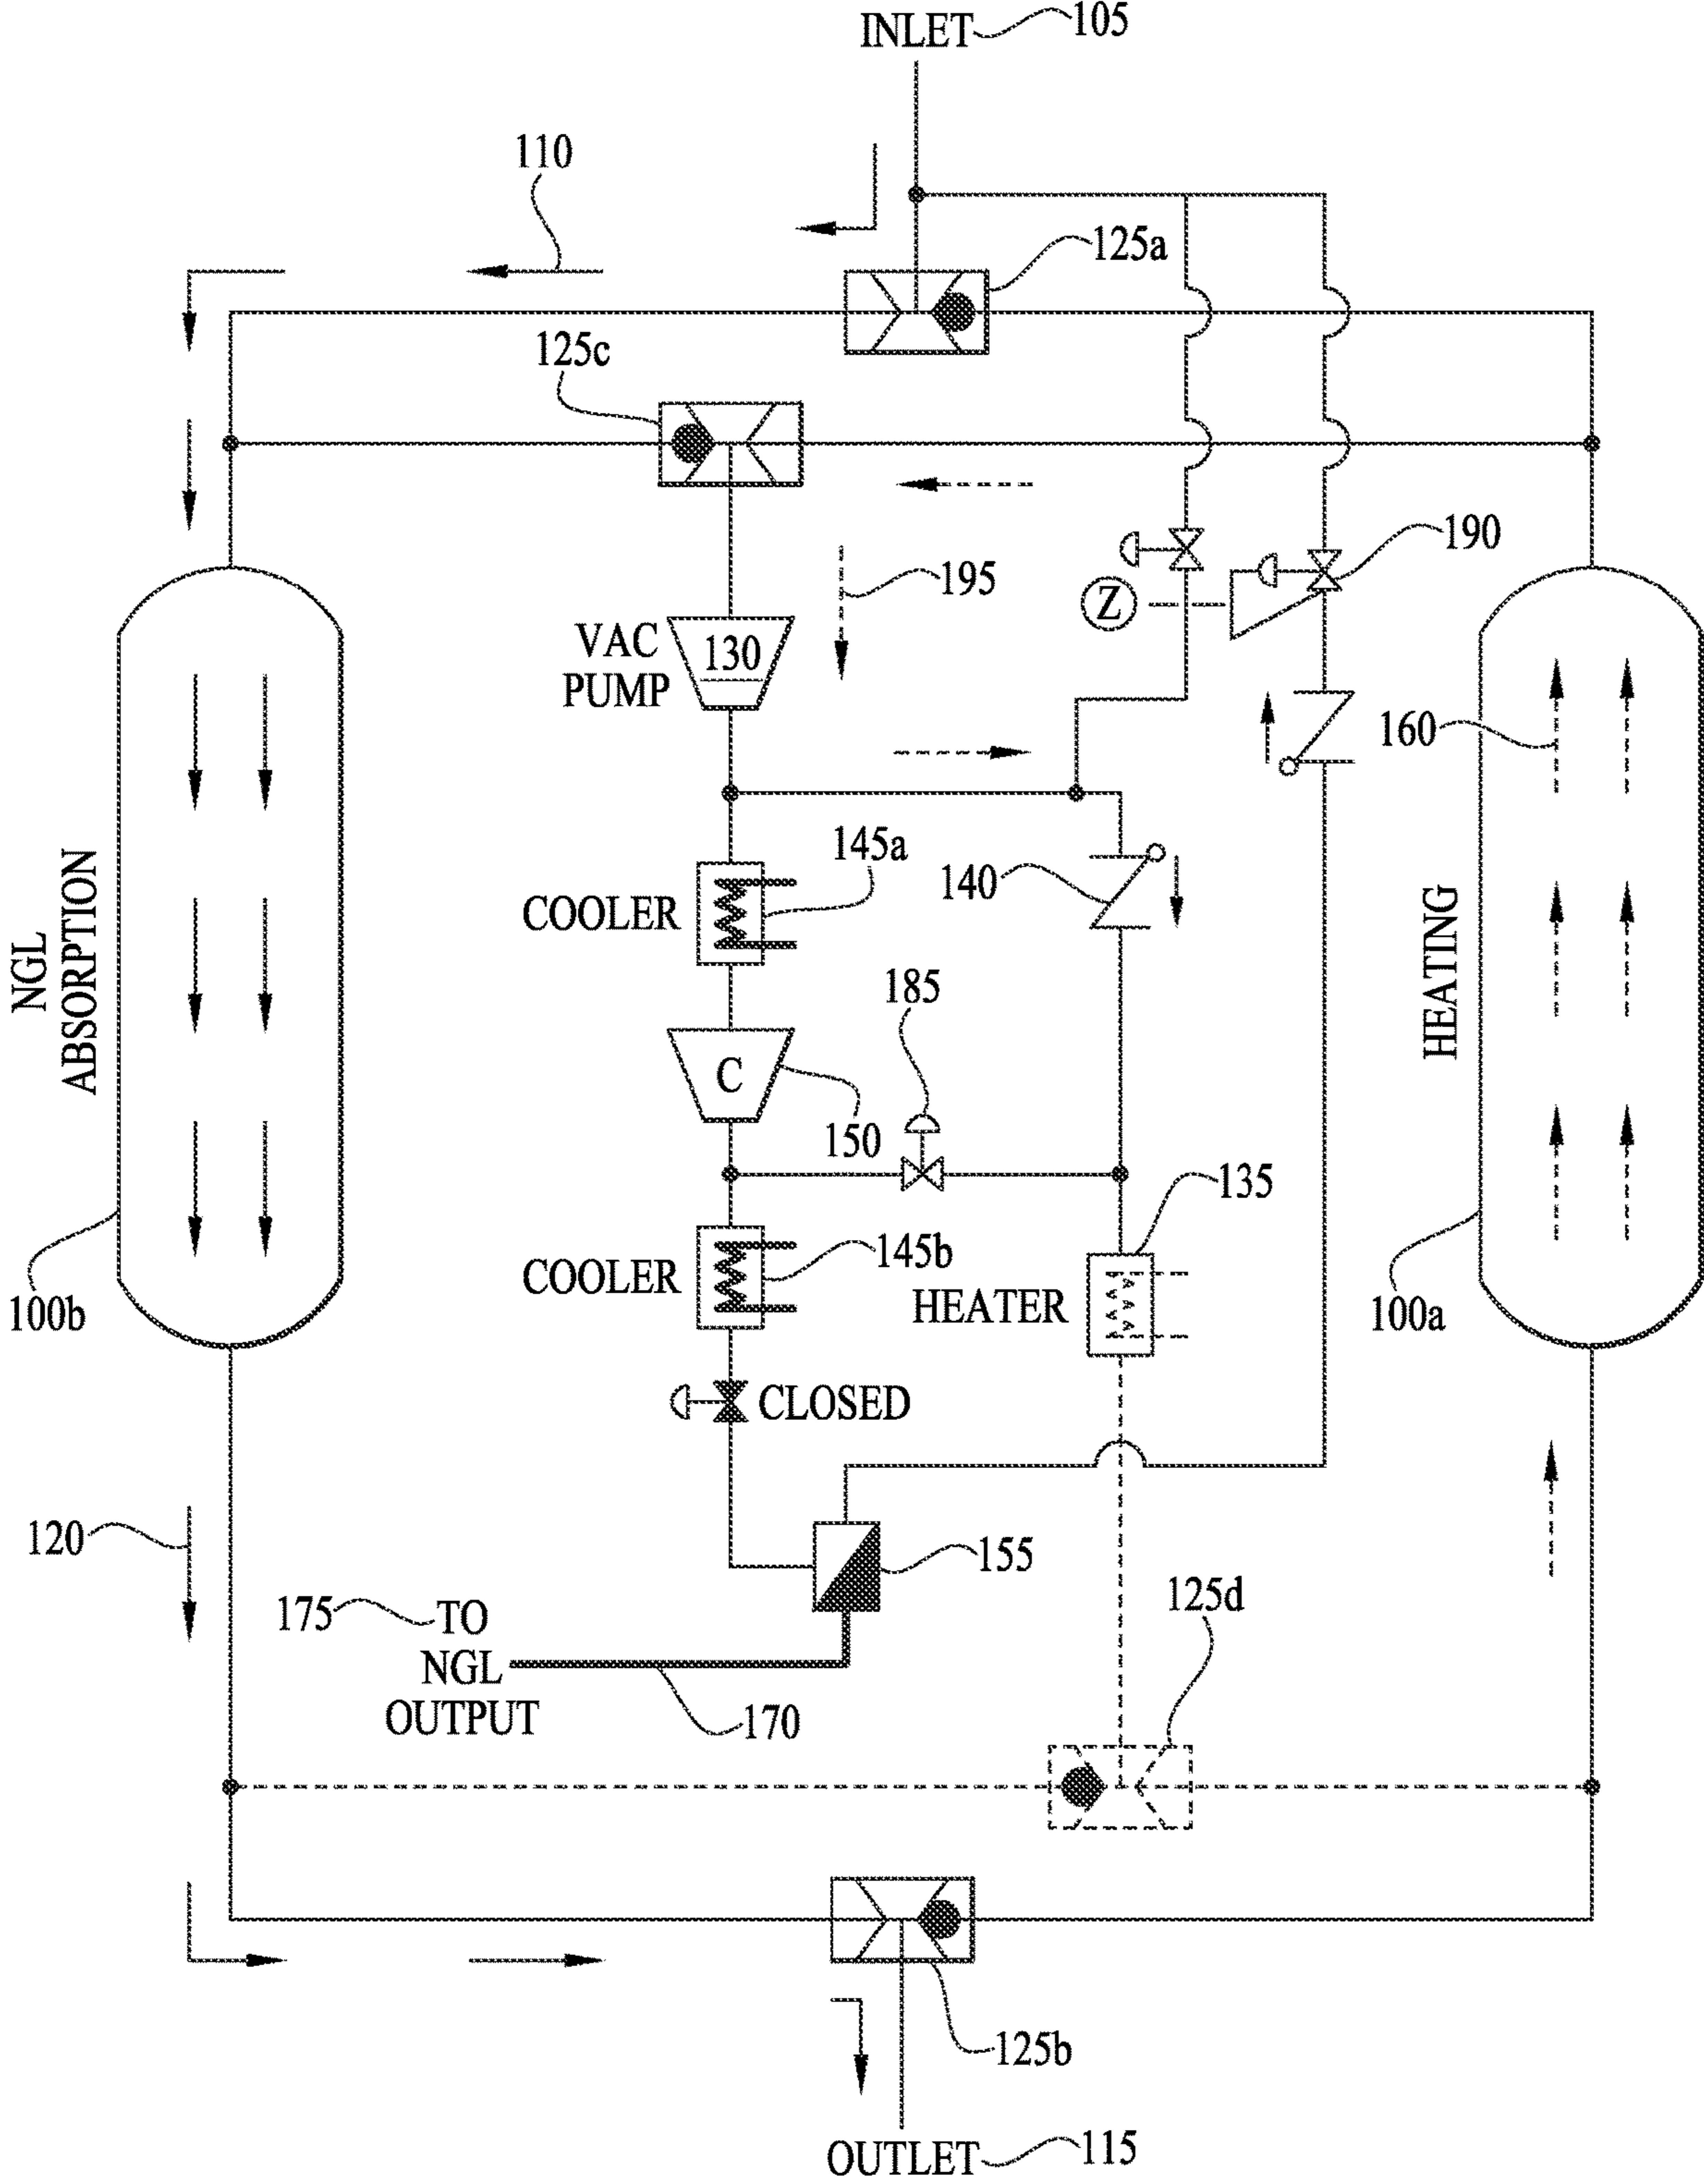 INLET 105
110
125a
125c
190
195
VAC
PUMP
130
Z
160
145a
COOLER
140
NGL
ABSORPTION
HEATING
185
C
150
135
145b
COOLER
HEATER
100b
100a
CLOSED
120
155
175 TO
NGL
OUTPUT
125d
170
125b
OUTLET 115